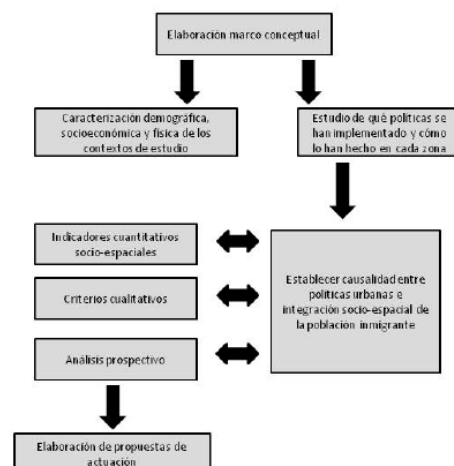 Elaboración marco conceptual
Caracterización demográfica,
socioeconómica y física de los
contextos de estudio
Estudio de qué políticas se
han implementado y cómo
lo han hecho en cada zona
Indicadores cuantitativos
socio-espaciales
Criterios cualitativos
Análisis prospectivo
Establecer causalidad entre
políticas urbanas e
integración socio-espacial de
la población inmigrante
Elaboración de propuestas de
actuación